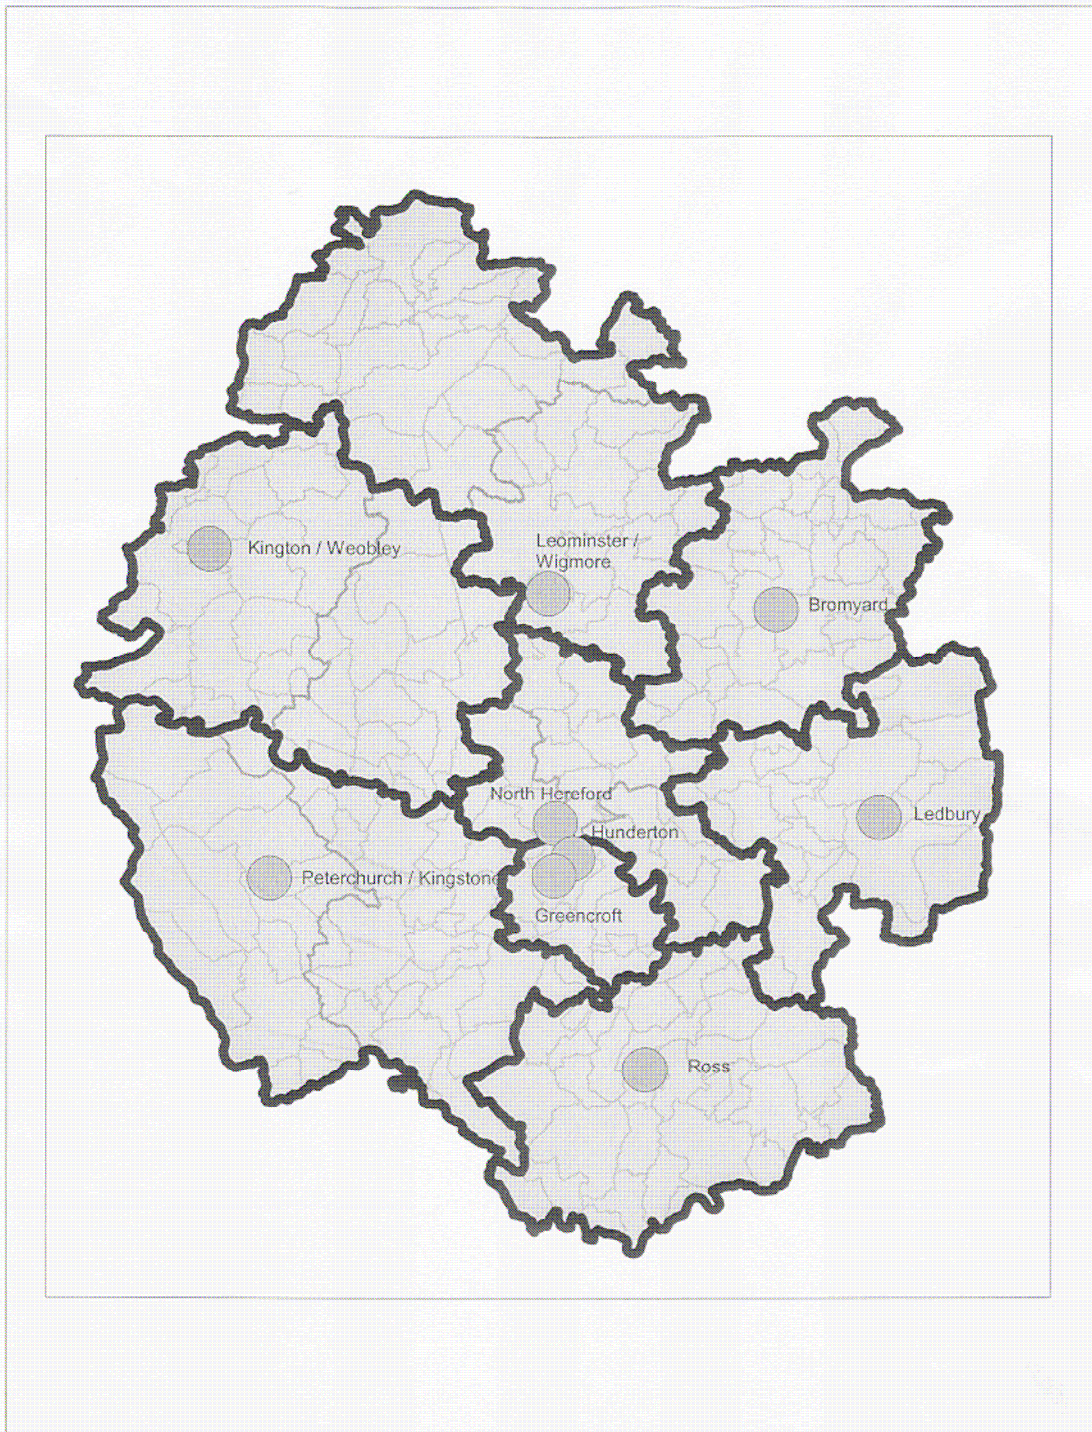 Kington / Weobley
Leominster /
Wigmore
Bromyard
North Hereford
Hunderton
Ledbury
Peterchurch / Kingstone
Greencroft
Ross